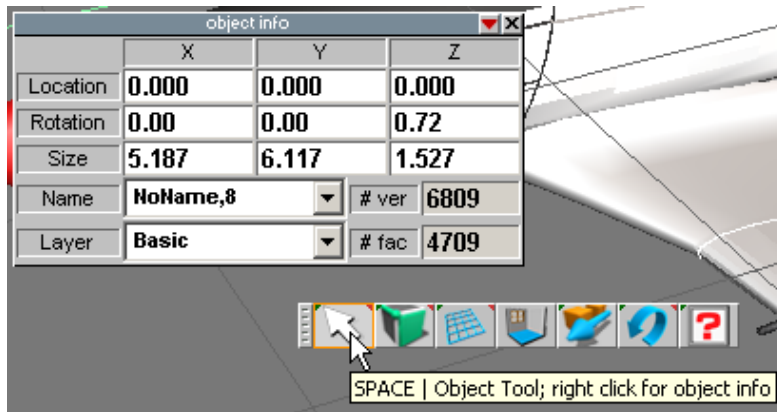 object info
X Y Z
Location 0.000 0.000 0.000
Rotation 0.00 0.00 0.72
Size 5.187 6.117 1.527
Name NoName,8 # ver 6809
Layer Basic # fac 4709
?
SPACE | Object Tool; right click for object info